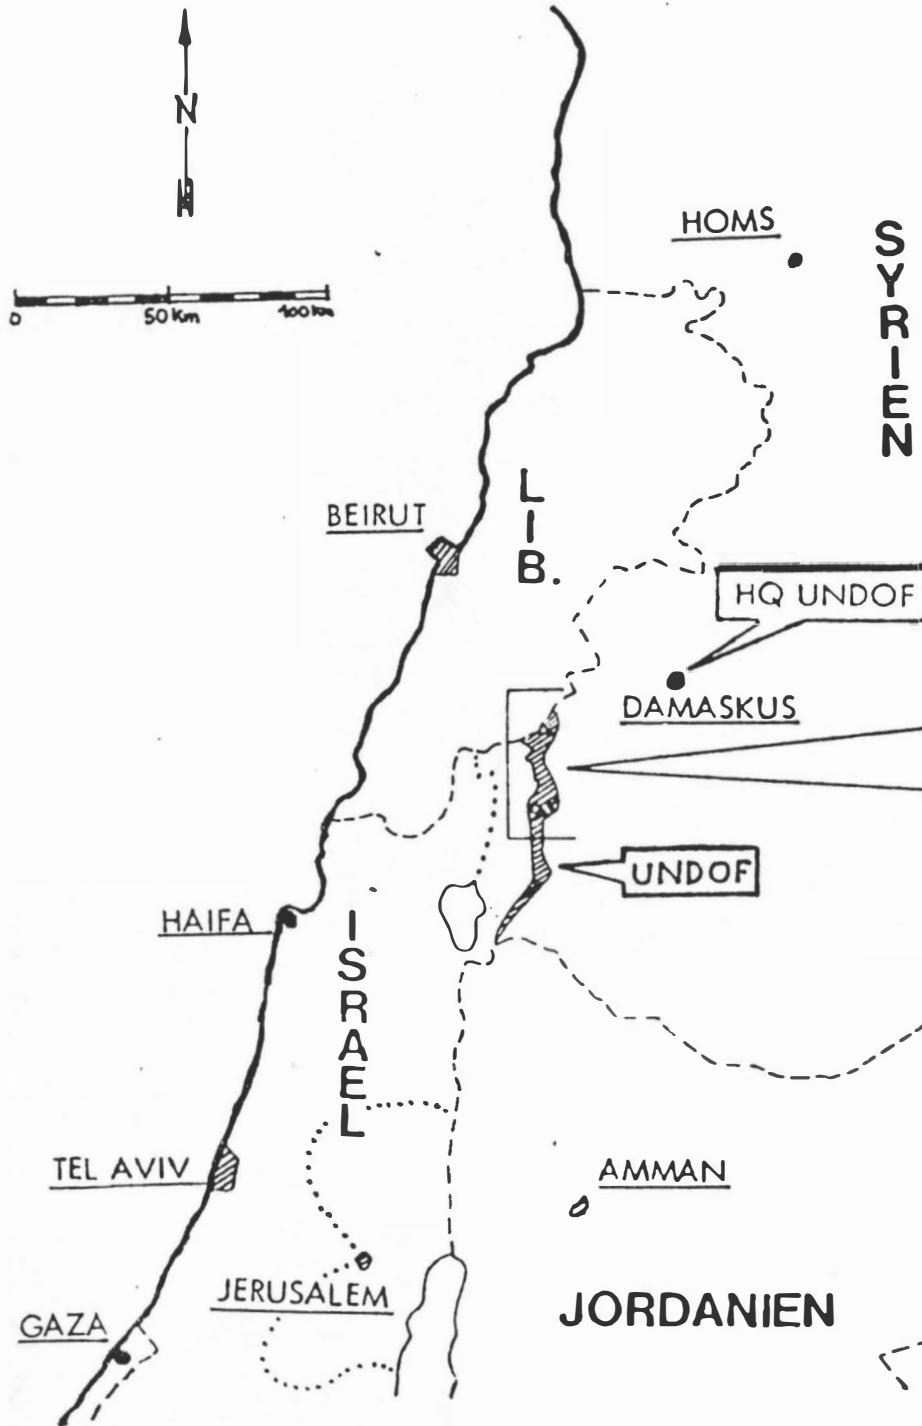 N
HOMS
SYRIEN
0 50 Km 100 km
LIB.
BEIRUT
HQ UNDOF
DAMASKUS
UNDOF
HAIFA
ISRAEL
TEL AVIV
AMMAN
JERUSALEM
JORDANIEN
GAZA